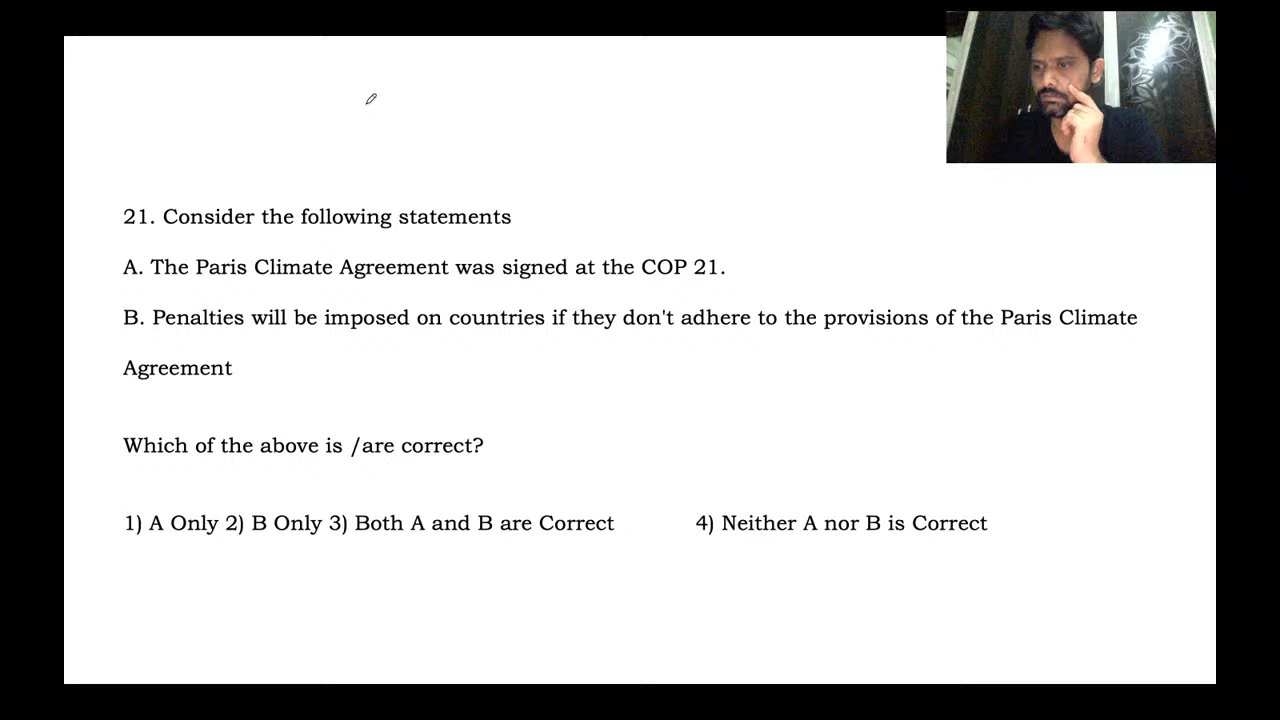 21. Consider the following statements
A. The Paris Climate Agreement was signed at the COP 21.
B. Penalties will be imposed on countries if they don't adhere to the provisions of the Paris Climate
Agreement
Which of the above is /are correct?
1) A Only 2) B Only 3) Both A and B are Correct 4) Neither A nor B is Correct